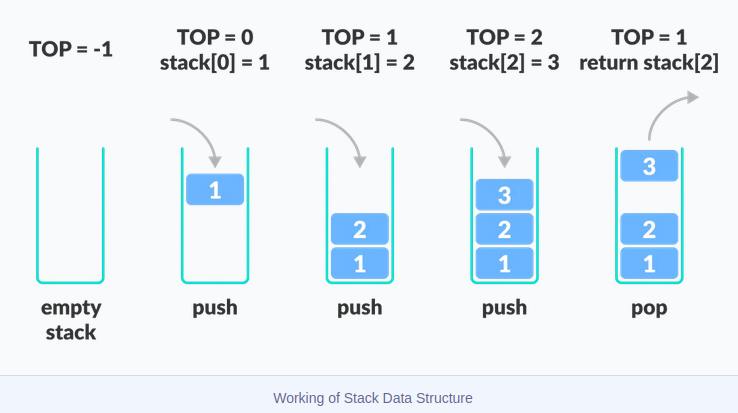 TOP = -1
TOP = 0
stack[0] = 1
TOP = 1
stack[1] = 2
TOP = 2
stack[2] = 3
TOP = 1
return stack[2]
1
2
1
3
2
1
3
2
1
empty
stack
push
push
push
pop
Working of Stack Data Structure